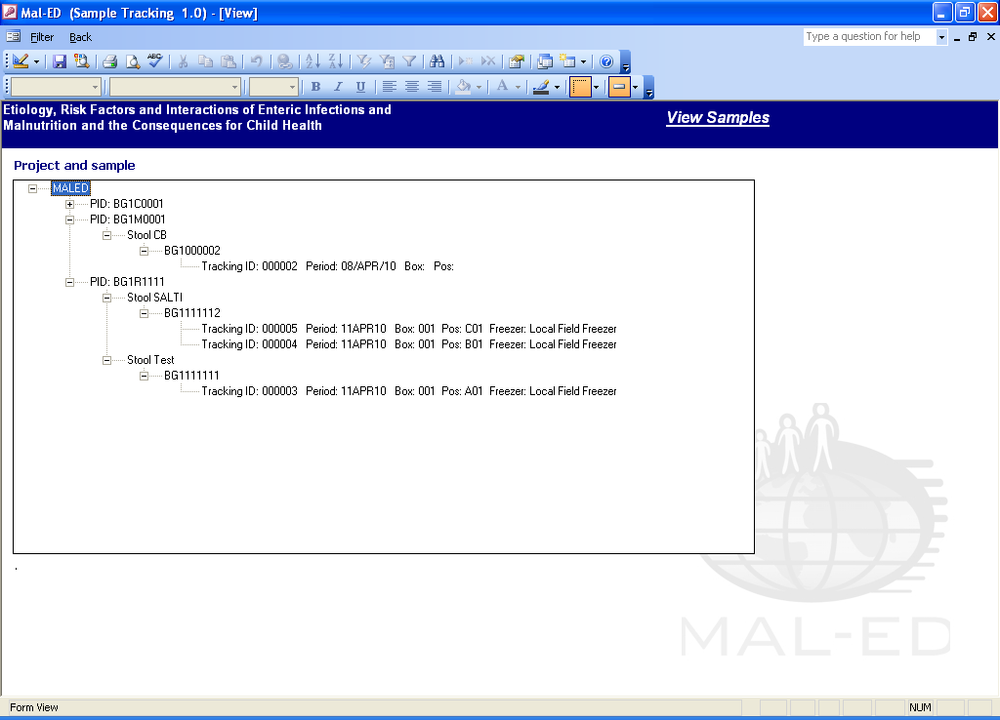 Mal-ED (Sample Tracking 1.0) - [View]
Filter Back Type a question for help
ABC
A Z Z A
B I U A
Etiology, Risk Factors and Interactions of Enteric Infections and
Malnutrition and the Consequences for Child Health
View Samples
Project and sample
MALED
PID: BG1C0001
PID: BG1M0001
Stool CB
BG1000002
Tracking ID: 000002 Period: 08/APR/10 Box: Pos:
PID: BG1R1111
Stool SALTI
BG1111112
Tracking ID: 000005 Period: 11APR10 Box: 001 Pos: C01 Freezer: Local Field Freezer
Tracking ID: 000004 Period: 11APR10 Box: 001 Pos: B01 Freezer: Local Field Freezer
Stool Test
BG1111111
Tracking ID: 000003 Period: 11APR10 Box: 001 Pos: A01 Freezer: Local Field Freezer
.
MAL-ED
Form View NUM